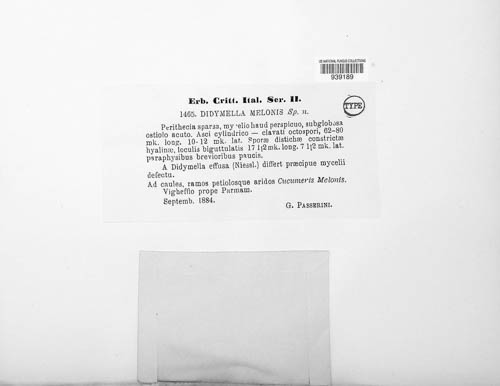 US NATIONAL FUNGUS COLLECTIONS
939189
Erb. Critt. Ital. Ser. II.
TYPE
1465. DIDYMELLA MELONIS Sp. n.
Perithecia sparsa, my elio haud perspicuo, subglobosa
ostiolo acuto. Asci cylindrico — clavati octospori, 62-80
mk. long. 10-12 mk. lat. Sporæ distichæ constrictæ
hyalinæ, loculis biguttulatis 17 1|2 mk. long. 7 1|2 mk. lat.
paraphysibus brevioribus paucis.
A Didymella effusa (Niessl.) differt præcipue mycelii
defectu.
Ad caules, ramos petiolosque aridos Cucumeris Melonis.
Vigheffio prope Parmam.
Septemb. 1884.
G. PASSERINI.